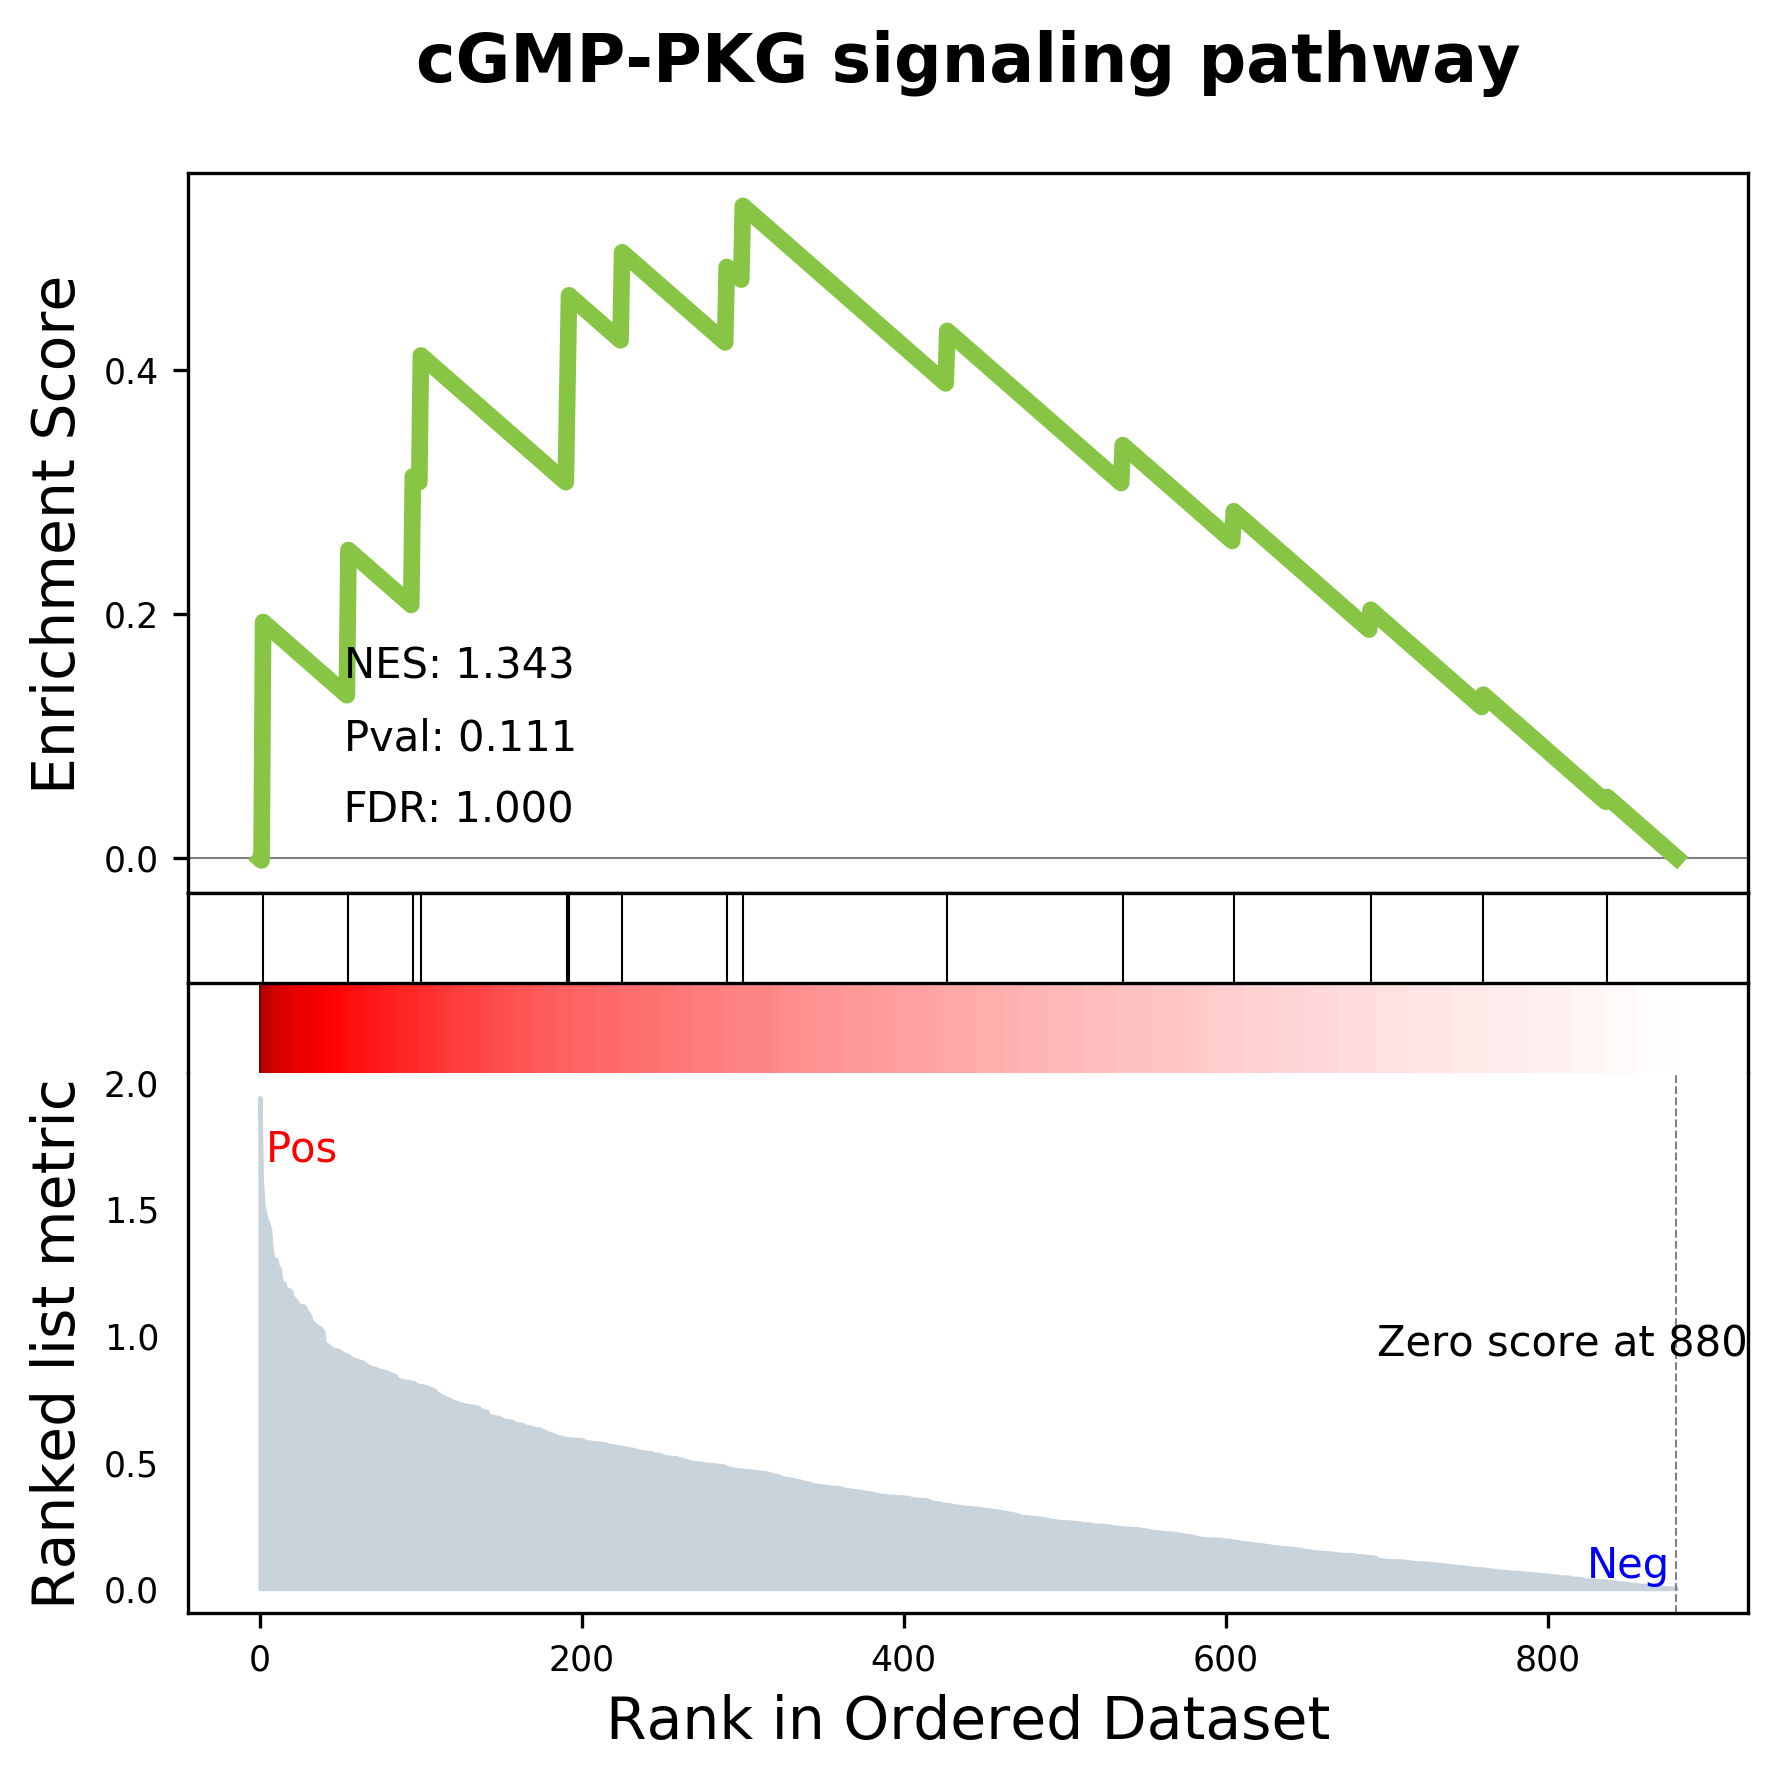 cGMP-PKG signaling pathway
Enrichment Score
0.4
0.2
0.0
NES: 1.343
Pval: 0.111
FDR: 1.000
Ranked list metric
2.0
1.5
1.0
0.5
0.0
Pos
Zero score at 880
Neg
0 200 400 600 800
Rank in Ordered Dataset